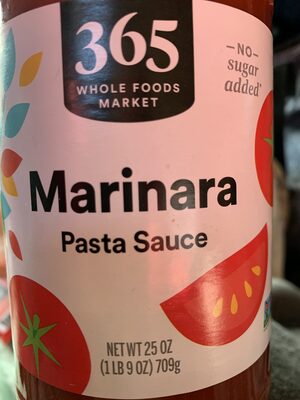 365
WHOLE FOODS
MARKET
—NO—
sugar
added*
Marinara
Pasta Sauce
NET WT 25 OZ
(1 LB 9 OZ) 709g